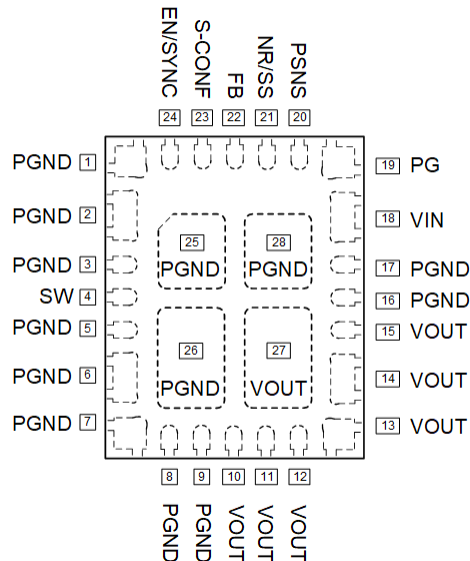 EN/SYNC
S-CONF
FB
NR/SS
PSNS
24
23
22
21
20
PGND 1
19 PG
PGND 2
18 VIN
25
PGND
28
PGND
PGND 3
17 PGND
SW 4
16 PGND
PGND 5
15 VOUT
26
PGND
27
VOUT
PGND 6
14 VOUT
PGND 7
13 VOUT
8
9
10
11
12
PGND
PGND
VOUT
VOUT
VOUT